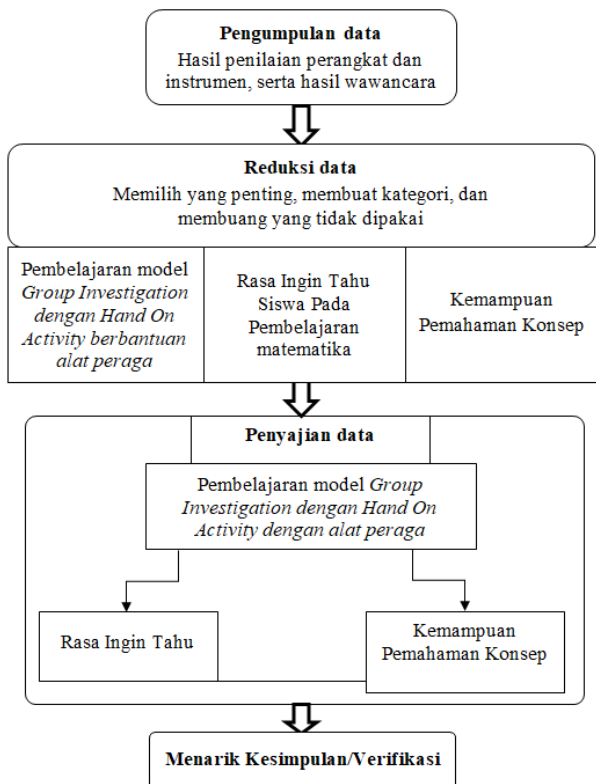 Pengumpulan data
Hasil penilaian perangkat dan
instrumen, serta hasil wawancara
Reduksi data
Memilih yang penting, membuat kategori, dan
membuang yang tidak dipakai
Pembelajaran model
Group Investigation
dengan Hand On
Activity berbantuan
alat peraga
Rasa Ingin Tahu
Siswa Pada
Pembelajaran
matematika
Kemampuan
Pemahaman Konsep
Penyajian data
Pembelajaran model Group
Investigation dengan Hand On
Activity dengan alat peraga
Rasa Ingin Tahu
Kemampuan
Pemahaman Konsep
Menarik Kesimpulan/Verifikasi